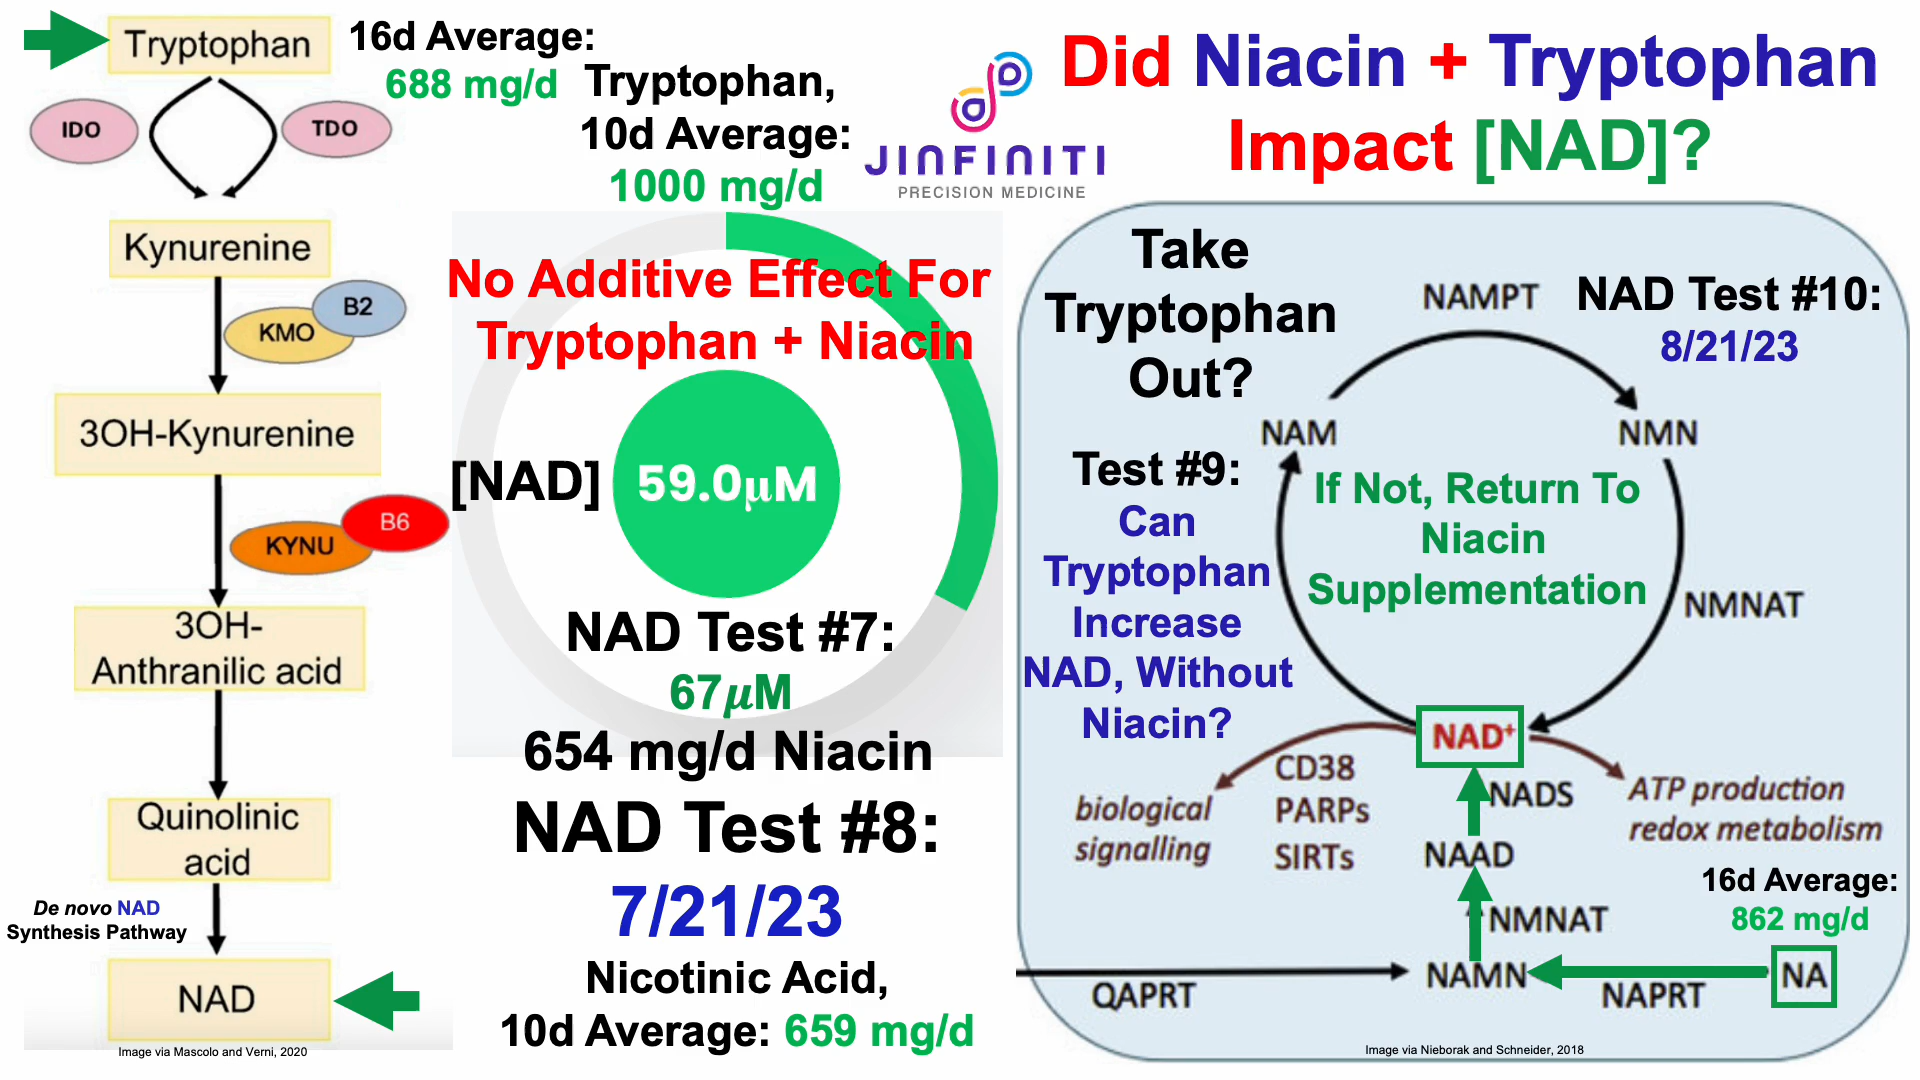 Tryptophan
16d Average:
688 mg/d
IDO
TDO
Kynurenine
B2
KMO
3OH-Kynurenine
B6
KYNU
3OH-
Anthranilic acid
Quinolinic
acid
De novo NAD
Synthesis Pathway
NAD
Image via Mascolo and Verni, 2020
Tryptophan,
10d Average:
1000 mg/d
JINFINITI
PRECISION MEDICINE
No Additive Effect For
Tryptophan + Niacin
[NAD]
59.0μM
NAD Test #7:
67μM
654 mg/d Niacin
NAD Test #8:
7/21/23
Nicotinic Acid,
10d Average: 659 mg/d
Did Niacin + Tryptophan
Impact [NAD]?
Take
Tryptophan
Out?
NAMPT
NAD Test #10:
8/21/23
NAM
NMN
Test #9:
Can
Tryptophan
Increase
NAD, Without
Niacin?
If Not, Return To
Niacin
Supplementation
NMNAT
NAD+
CD38
PARPs
SIRTs
biological
signalling
NADS
ATP production
redox metabolism
NAAD
16d Average:
862 mg/d
NMNAT
QAPRT
NAMN
NAPRT
NA
Image via Nieborak and Schneider, 2018